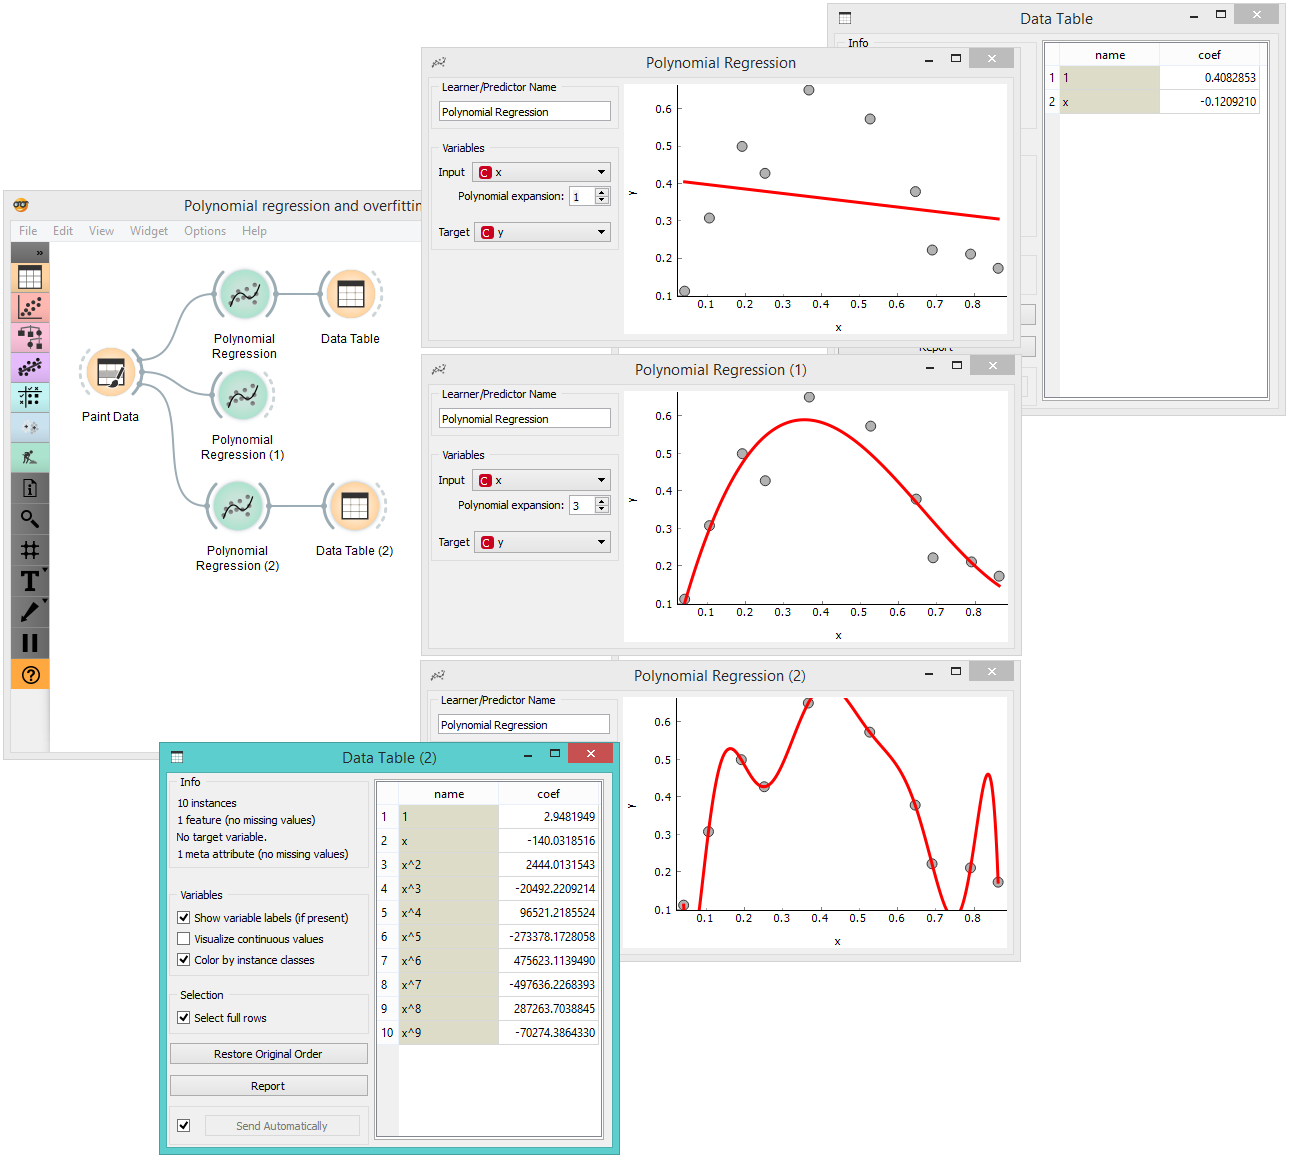 Data Table
Info
name coef
1 1 0.4082853
2 x -0.1209210
Report
Polynomial Regression
Learner/Predictor Name
Polynomial Regression
Variables
Input C x
Polynomial expansion: 1
Target C y
y
0.6
0.5
0.4
0.3
0.2
0.1
0.1 0.2 0.3 0.4 0.5 0.6 0.7 0.8
x
Polynomial regression and overfittin
File Edit View Widget Options Help
»
Paint Data
Polynomial
Regression
Data Table
Polynomial
Regression (1)
Polynomial
Regression (2)
Data Table (2)
T
?
Polynomial Regression (1)
Learner/Predictor Name
Polynomial Regression
Variables
Input C x
Polynomial expansion: 3
Target C y
y
0.6
0.5
0.4
0.3
0.2
0.1
0.1 0.2 0.3 0.4 0.5 0.6 0.7 0.8
x
Polynomial Regression (2)
Learner/Predictor Name
Polynomial Regression
y
0.6
0.5
0.4
0.3
0.2
0.1
0.1 0.2 0.3 0.4 0.5 0.6 0.7 0.8
x
Data Table (2)
Info
10 instances
1 feature (no missing values)
No target variable.
1 meta attribute (no missing values)
Variables
Show variable labels (if present)
Visualize continuous values
Color by instance classes
Selection
Select full rows
Restore Original Order
Report
Send Automatically
name coef
1 1 2.9481949
2 x -140.0318516
3 x^2 2444.0131543
4 x^3 -20492.2209214
5 x^4 96521.2185524
6 x^5 -273378.1728058
7 x^6 475623.1139490
8 x^7 -497636.2268393
9 x^8 287263.7038845
10 x^9 -70274.3864330